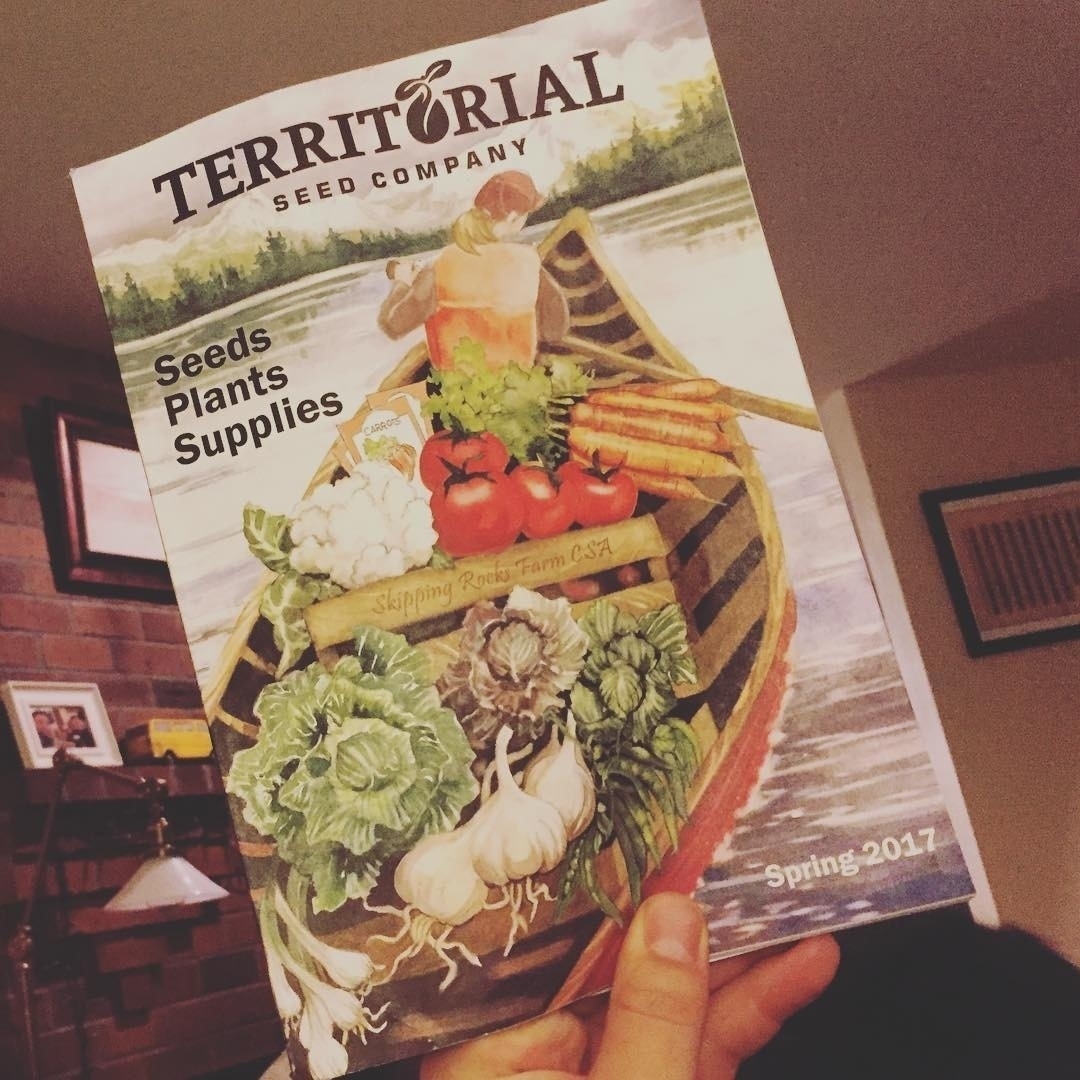 TERRITORIAL
SEED COMPANY
Seeds
Plants
Supplies
CARROTS
Skipping Rocks Farm CSA
Spring 2017